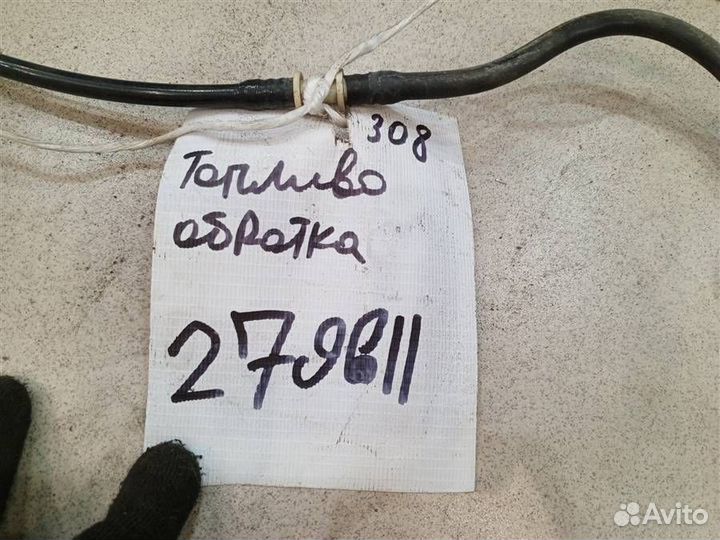 308
Топливо
обратка
279811
Avito